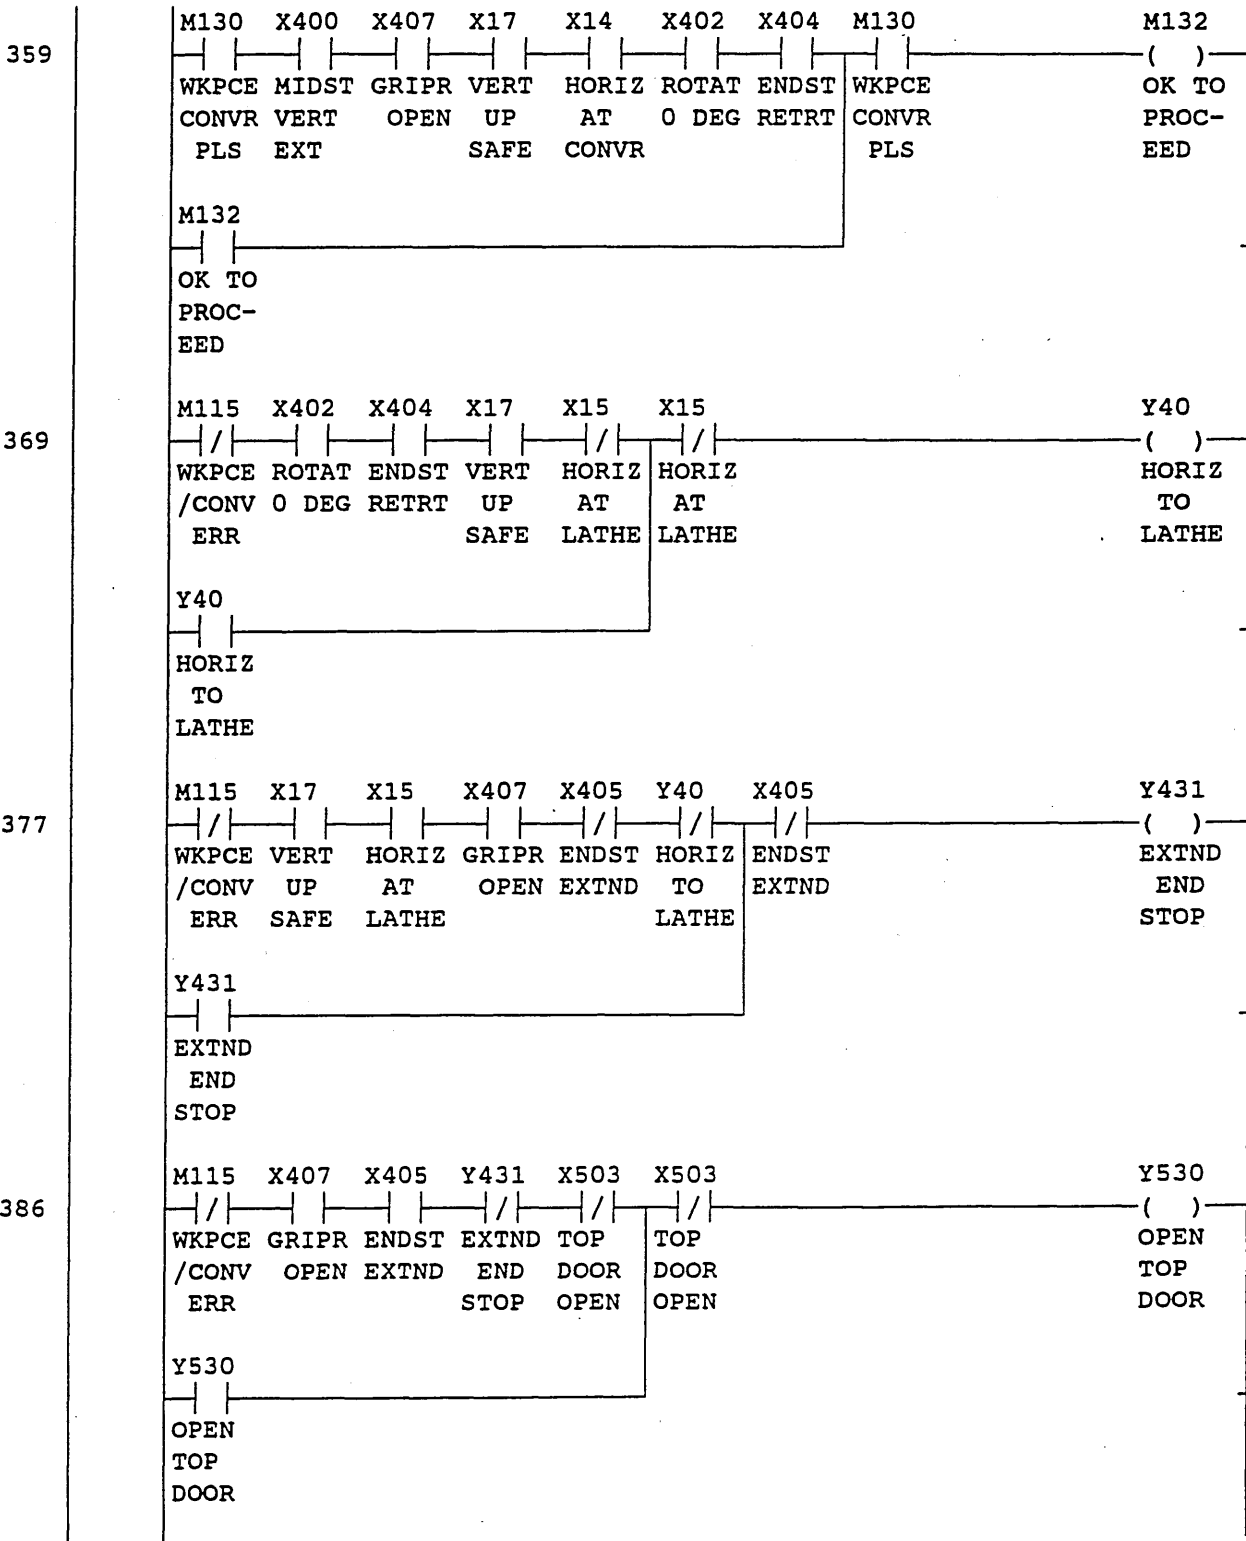 M130 X400 X407 X17 X14 X402 X404 M130 M132
359 ( )
WKPCE MIDST GRIPR VERT HORIZ ROTAT ENDST WKPCE OK TO
CONVR VERT OPEN UP AT 0 DEG RETRT CONVR PROC-
PLS EXT SAFE CONVR PLS EED
M132
OK TO
PROC-
EED
M115 X402 X404 X17 X15 X15 Y40
369 / / / ( )
WKPCE ROTAT ENDST VERT HORIZ HORIZ HORIZ
/CONV 0 DEG RETRT UP AT AT TO
ERR SAFE LATHE LATHE LATHE
Y40
HORIZ
TO
LATHE
M115 X17 X15 X407 X405 Y40 X405 Y431
377 / / / / ( )
WKPCE VERT HORIZ GRIPR ENDST HORIZ ENDST EXTND
/CONV UP AT OPEN EXTND TO EXTND END
ERR SAFE LATHE LATHE STOP
Y431
EXTND
END
STOP
M115 X407 X405 Y431 X503 X503 Y530
386 / / / / ( )
WKPCE GRIPR ENDST EXTND TOP TOP OPEN
/CONV OPEN EXTND END DOOR DOOR TOP
ERR STOP OPEN OPEN DOOR
Y530
OPEN
TOP
DOOR